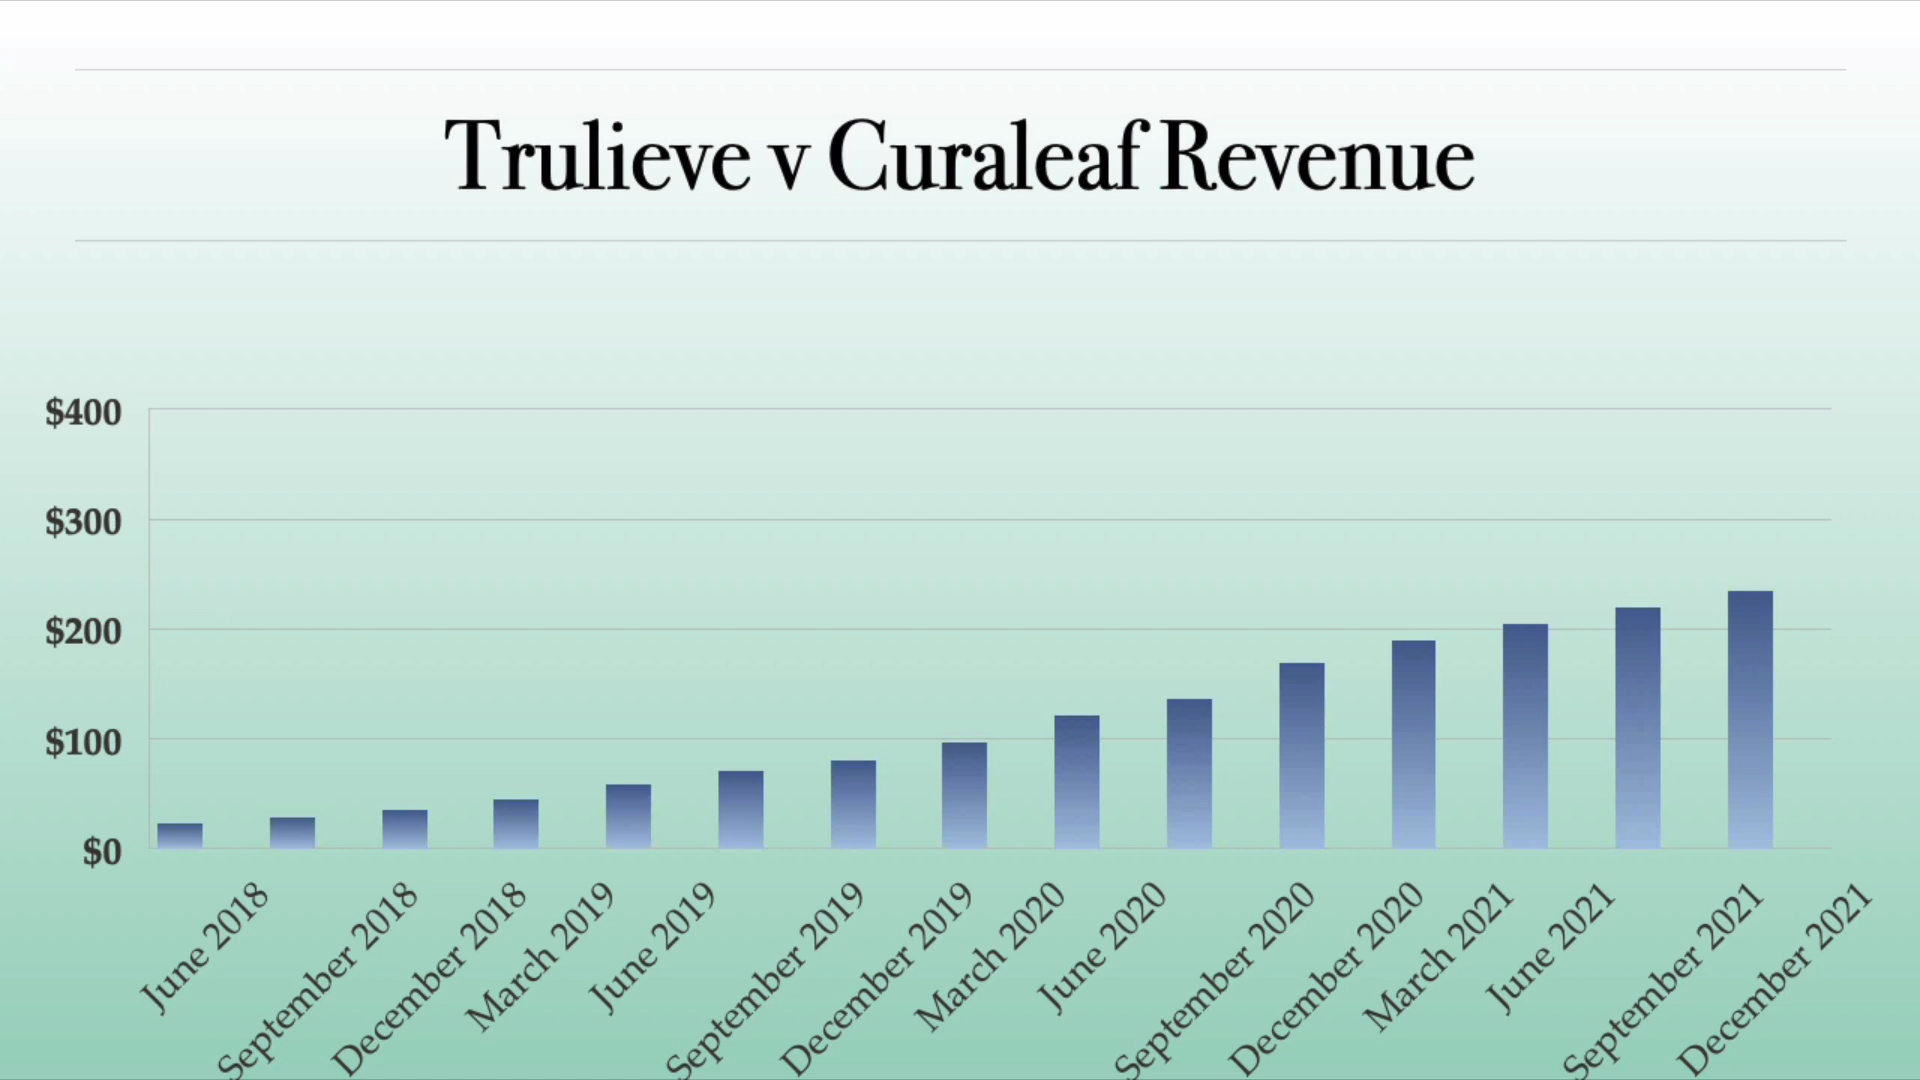 Trulieve v Curaleaf Revenue
$400
$300
$200
$100
$0
June 2018
September 2018
December 2018
March 2019
June 2019
September 2019
December 2019
March 2020
June 2020
September 2020
December 2020
March 2021
June 2021
September 2021
December 2021